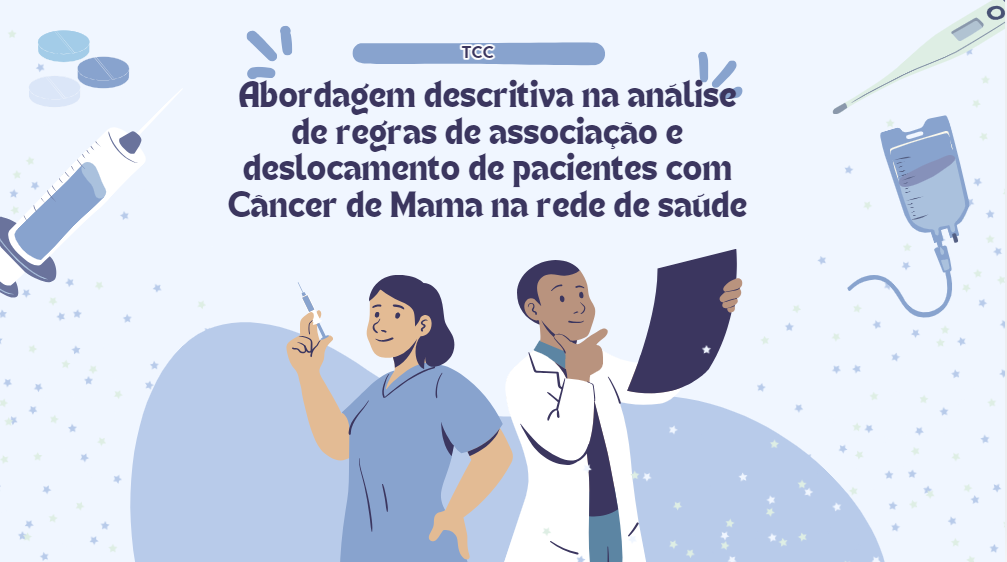 TCC
Abordagem descritiva na análise
de regras de associação e
deslocamento de pacientes com
Câncer de Mama na rede de saúde